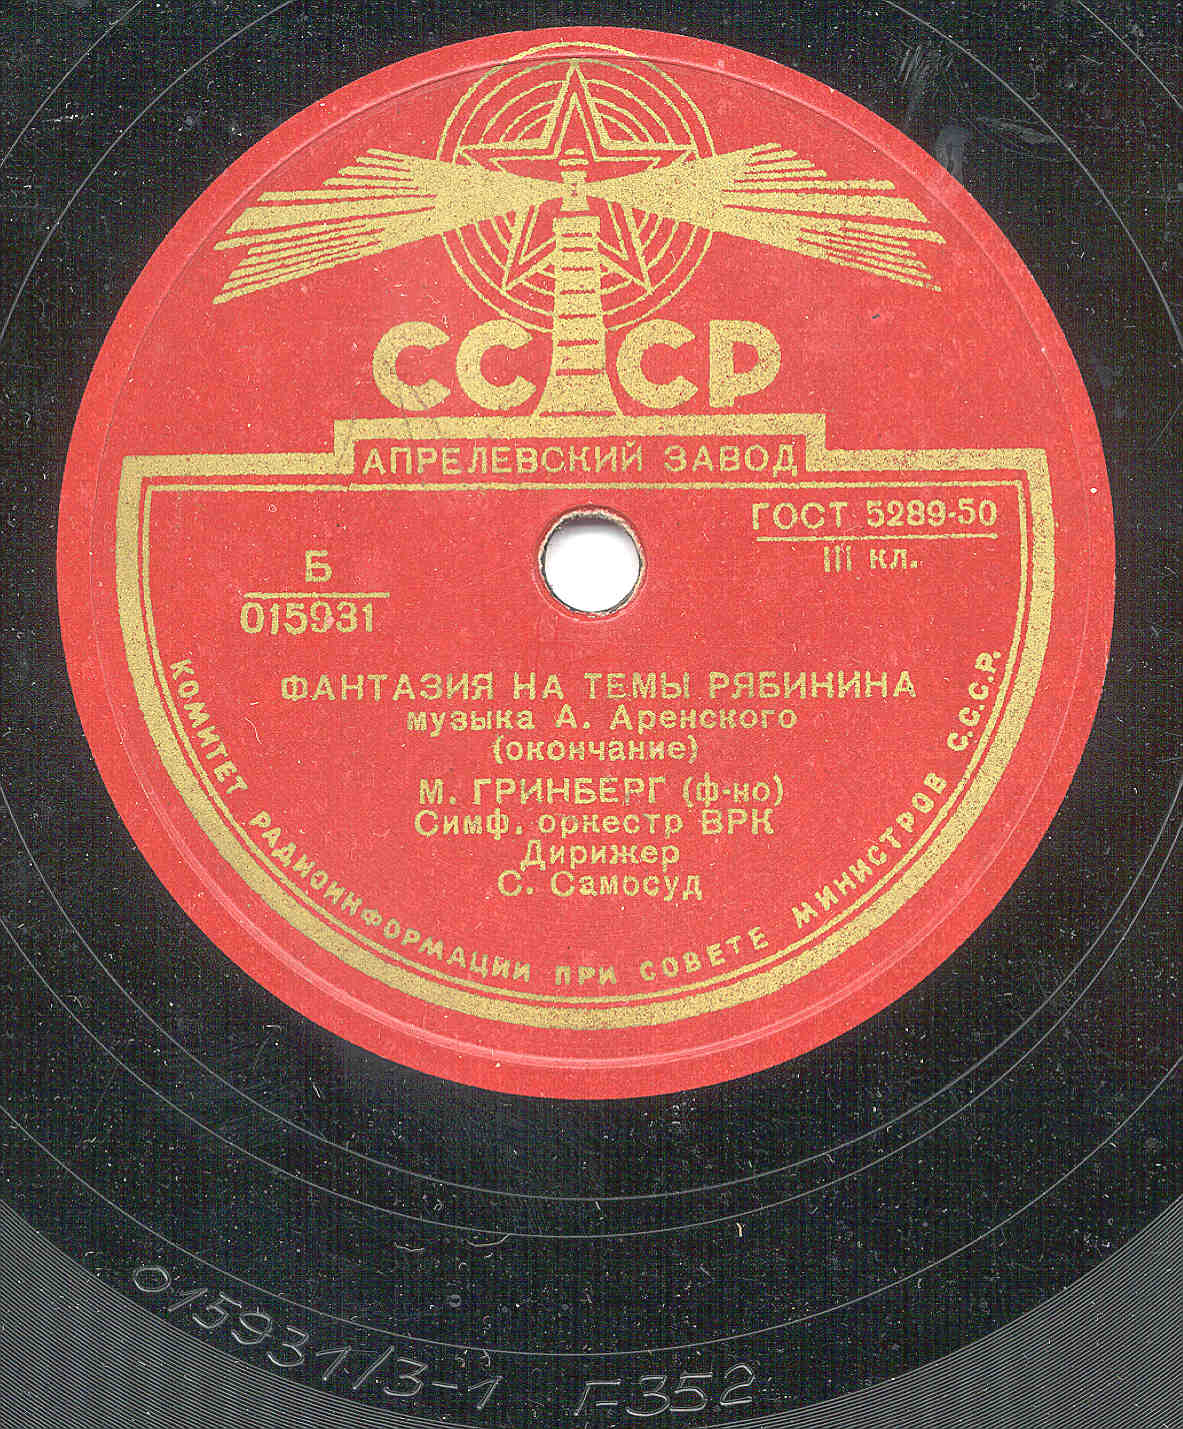 СССР
АПРЕЛЕВСКИЙ ЗАВОД
ГОСТ 5289-50
III кл.
Б
015931
ФАНТАЗИЯ НА ТЕМЫ РЯБИНИНА
музыка А. Аренского
(окончание)
М. ГРИНБЕРГ (ф-но)
Симф. оркестр ВРК
Дирижер
С. Самосуд
КОМИТЕТ РАДИОИНФОРМАЦИИ ПРИ СОВЕТЕ МИНИСТРОВ С.С.С.Р.
015931/3-1 Г-352